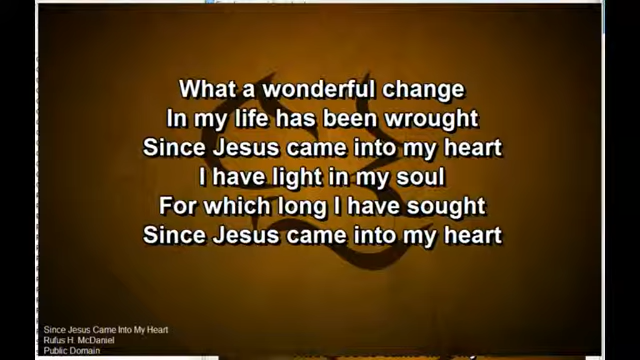 What a wonderful change
In my life has been wrought
Since Jesus came into my heart
I have light in my soul
For which long I have sought
Since Jesus came into my heart
Since Jesus Came Into My Heart
Rufus H. McDaniel
Public Domain